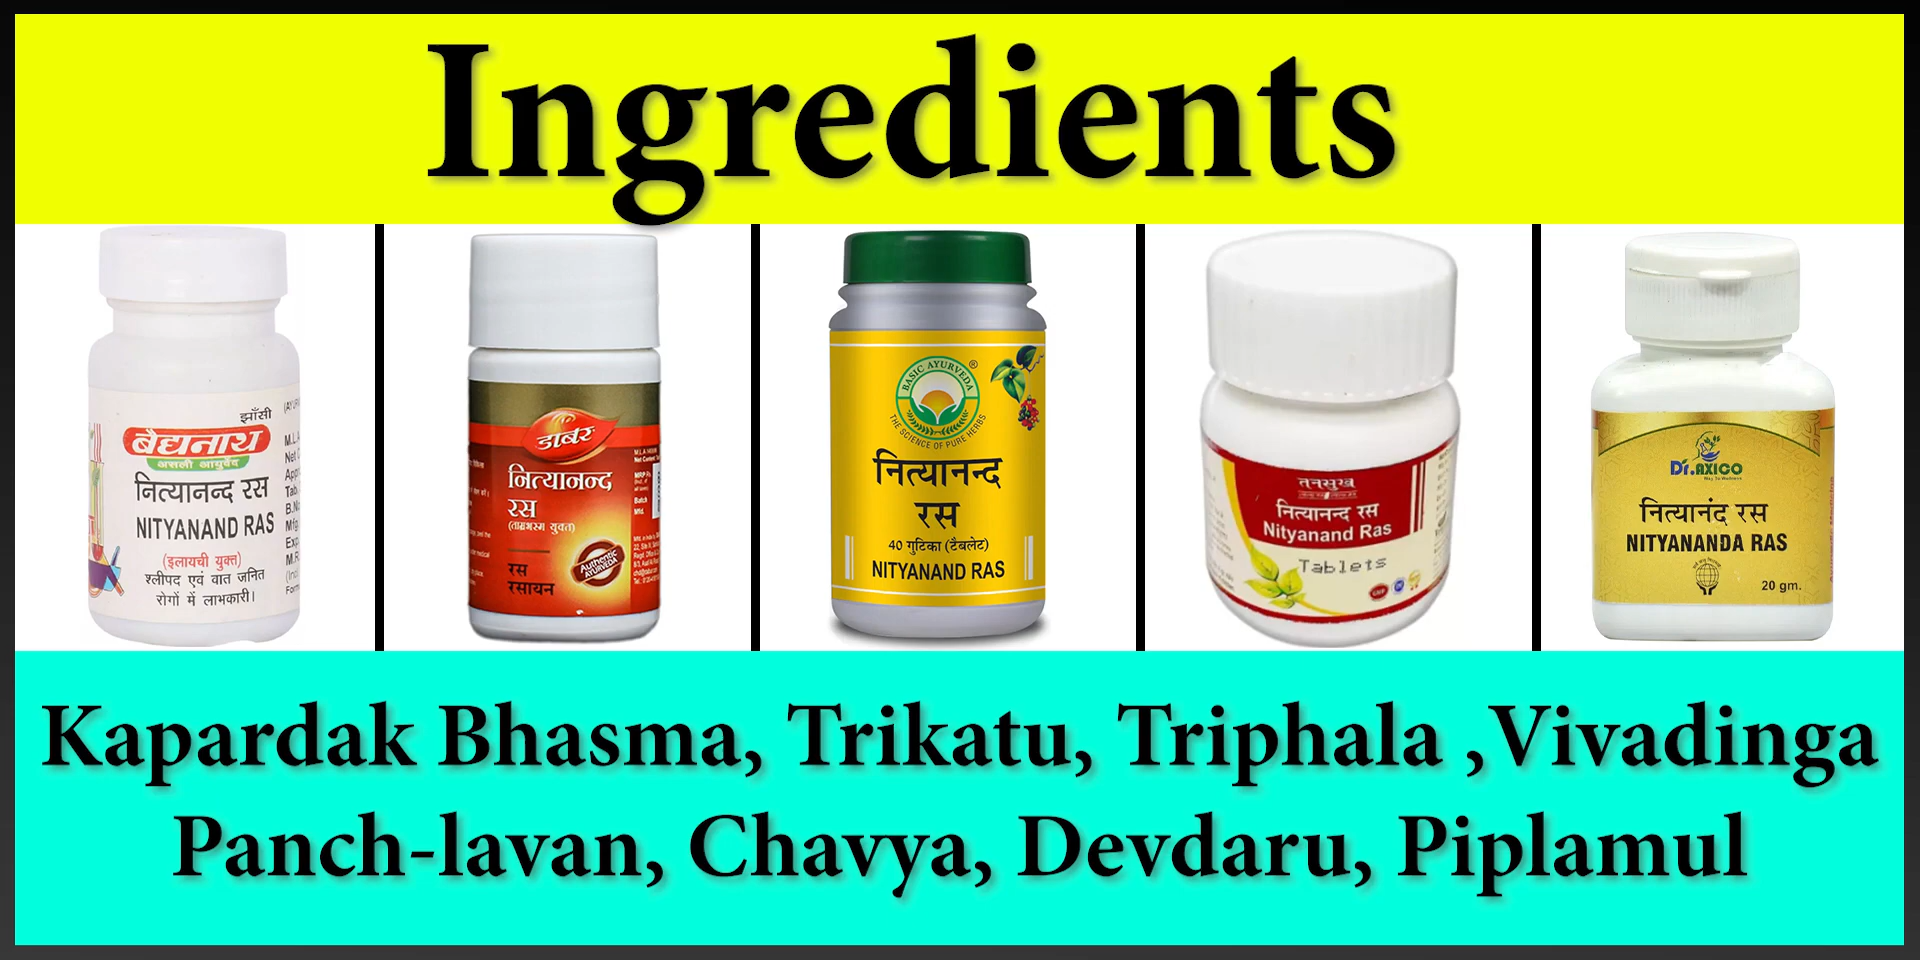 Ingredients
झाँसी
बैद्यनाथ
असली आयुर्वेद
नित्यानन्द रस
NITYANAND RAS
(इलायची युक्त)
श्लीपद एवं वात जनित
रोगों में लाभकारी।
डाबर
नित्यानन्द
रस
(ताम्रभस्म युक्त)
रस
रसायन
Authentic
AYURVEDA
BASIC AYURVEDA
THE SCIENCE OF PURE HERBS
नित्यानन्द
रस
40 गुटिका (टैबलेट)
NITYANAND RAS
तनसुख
नित्यानन्द रस
Nityanand Ras
Tablets
Dr.AXICO
Way To Wellness
नित्यानंद रस
NITYANANDA RAS
20 gm.
Kapardak Bhasma, Trikatu, Triphala ,Vivadinga
Panch-lavan, Chavya, Devdaru, Piplamul